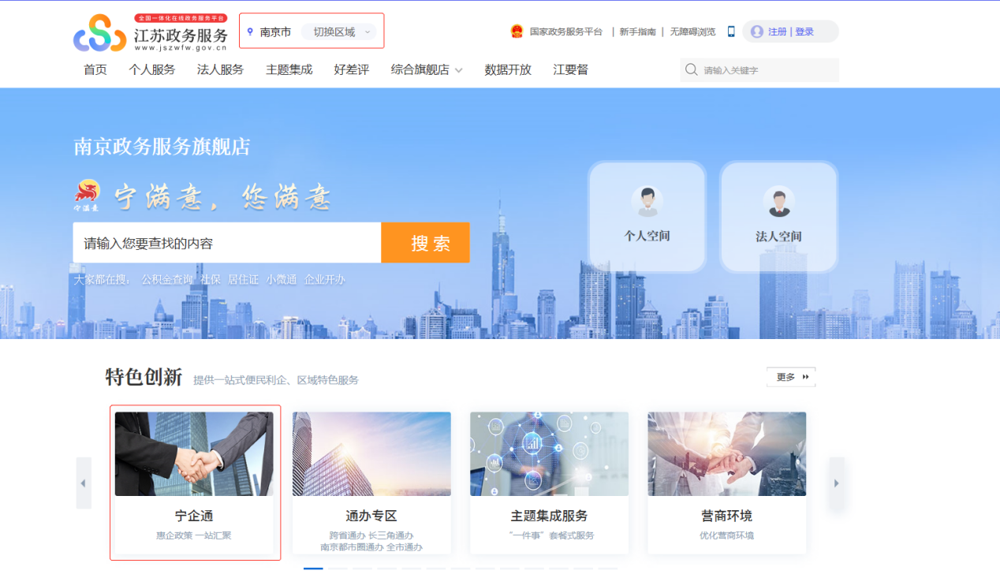 全国一体化在线政务服务平台
江苏政务服务
www.jszwfw.gov.cn
南京市 切换区域
国家政务服务平台 | 新手指南 | 无障碍浏览 注册 | 登录
首页 个人服务 法人服务 主题集成 好差评 综合旗舰店 数据开放 江要督
请输入关键字
南京政务服务旗舰店
宁满意
宁满意，您满意
请输入您要查找的内容 搜索
大家都在搜： 公积金查询 社保 居住证 小微通 企业开办
个人空间 法人空间
特色创新 提供一站式便民利企、区域特色服务 更多
宁企通
惠企政策 一站汇聚
通办专区
跨省通办 长三角通办
南京都市圈通办 全市通办
主题集成服务
“一件事”套餐式服务
营商环境
优化营商环境